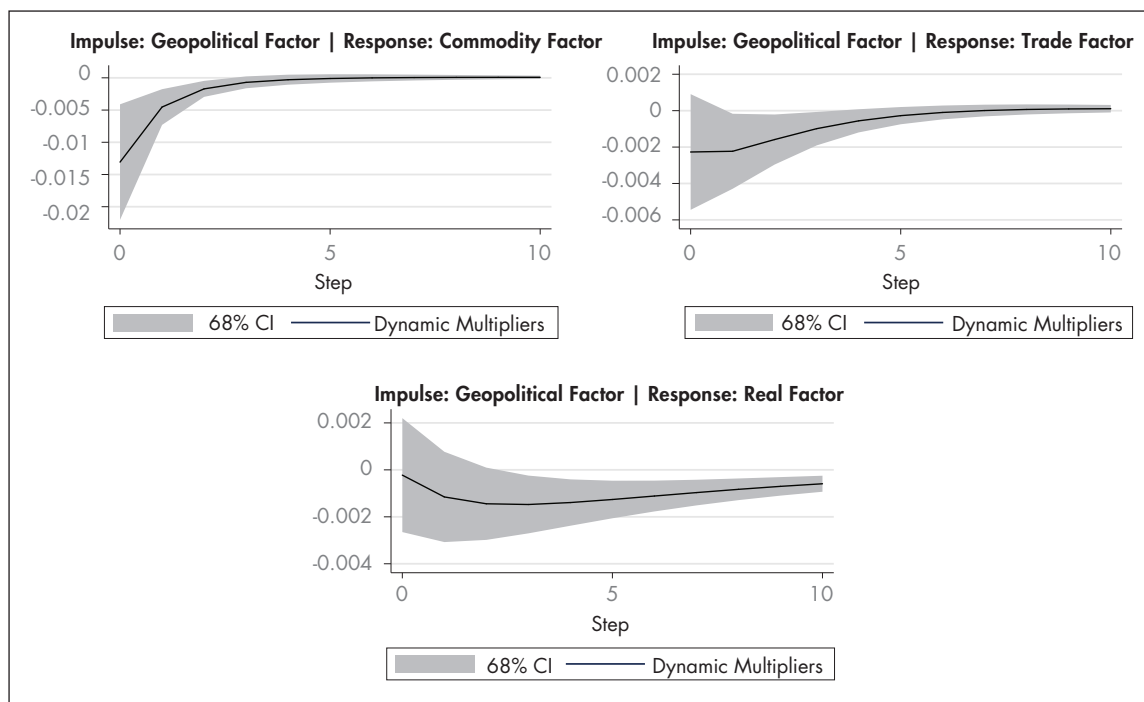 Impulse: Geopolitical Factor | Response: Commodity Factor
0
-0.005
-0.01
-0.015
-0.02
0
5
10
Step
68% CI
Dynamic Multipliers
Impulse: Geopolitical Factor | Response: Trade Factor
0.002
0
-0.002
-0.004
-0.006
0
5
10
Step
68% CI
Dynamic Multipliers
Impulse: Geopolitical Factor | Response: Real Factor
0.002
0
-0.002
-0.004
0
5
10
Step
68% CI
Dynamic Multipliers